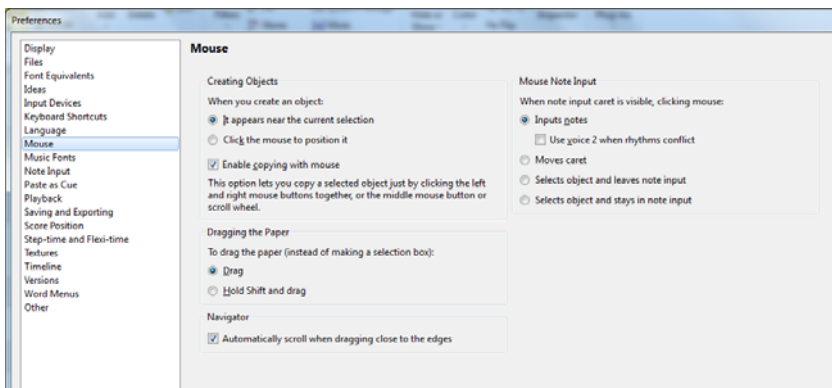 Preferences
Display
Files
Font Equivalents
Ideas
Input Devices
Keyboard Shortcuts
Language
Mouse
Music Fonts
Note Input
Paste as Cue
Playback
Saving and Exporting
Score Position
Step-time and Flexi-time
Textures
Timeline
Versions
Word Menus
Other
Mouse
Creating Objects
When you create an object:
It appears near the current selection
Click the mouse to position it
Enable copying with mouse
This option lets you copy a selected object just by clicking the left
and right mouse buttons together, or the middle mouse button or
scroll wheel.
Dragging the Paper
To drag the paper (instead of making a selection box):
Drag
Hold Shift and drag
Navigator
Automatically scroll when dragging close to the edges
Mouse Note Input
When note input caret is visible, clicking mouse:
Inputs notes
Use voice 2 when rhythms conflict
Moves caret
Selects object and leaves note input
Selects object and stays in note input